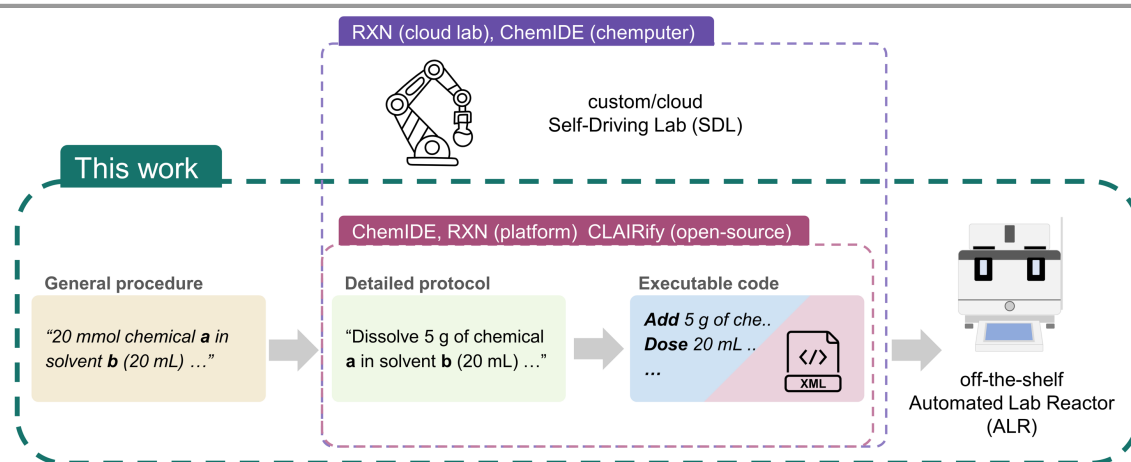 RXN (cloud lab), ChemIDE (chemputer)
custom/cloud
Self-Driving Lab (SDL)
This work
ChemIDE, RXN (platform) CLAIRify (open-source)
General procedure
“20 mmol chemical a in
solvent b (20 mL) …”
Detailed protocol
“Dissolve 5 g of chemical
a in solvent b (20 mL) …”
Executable code
Add 5 g of che..
Dose 20 mL ..
...
</>
XML
off-the-shelf
Automated Lab Reactor
(ALR)